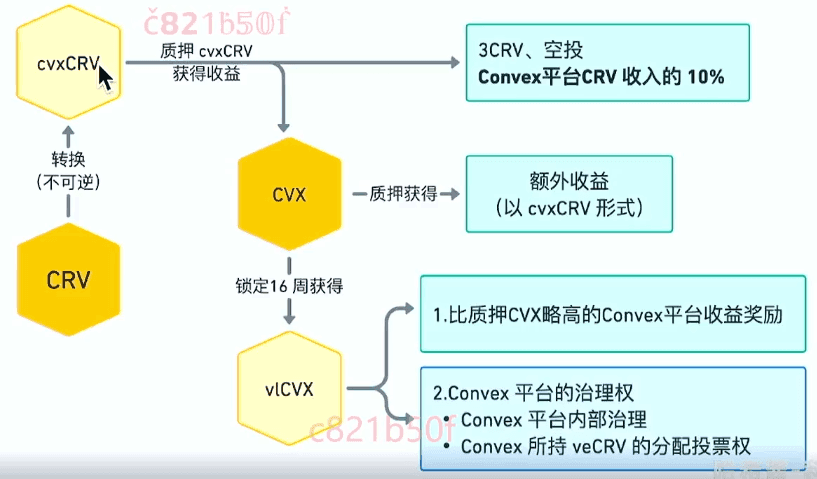 c821b50f
cvxCRV
质押 cvxCRV
获得收益
3CRV、空投
Convex平台CRV 收入的 10%
转换
（不可逆）
CVX
质押获得
额外收益
（以 cvxCRV 形式）
CRV
锁定16 周获得
vlCVX
1.比质押CVX略高的Convex平台收益奖励
2.Convex 平台的治理权
• Convex 平台内部治理
• Convex 所持 veCRV 的分配投票权
c821b50f